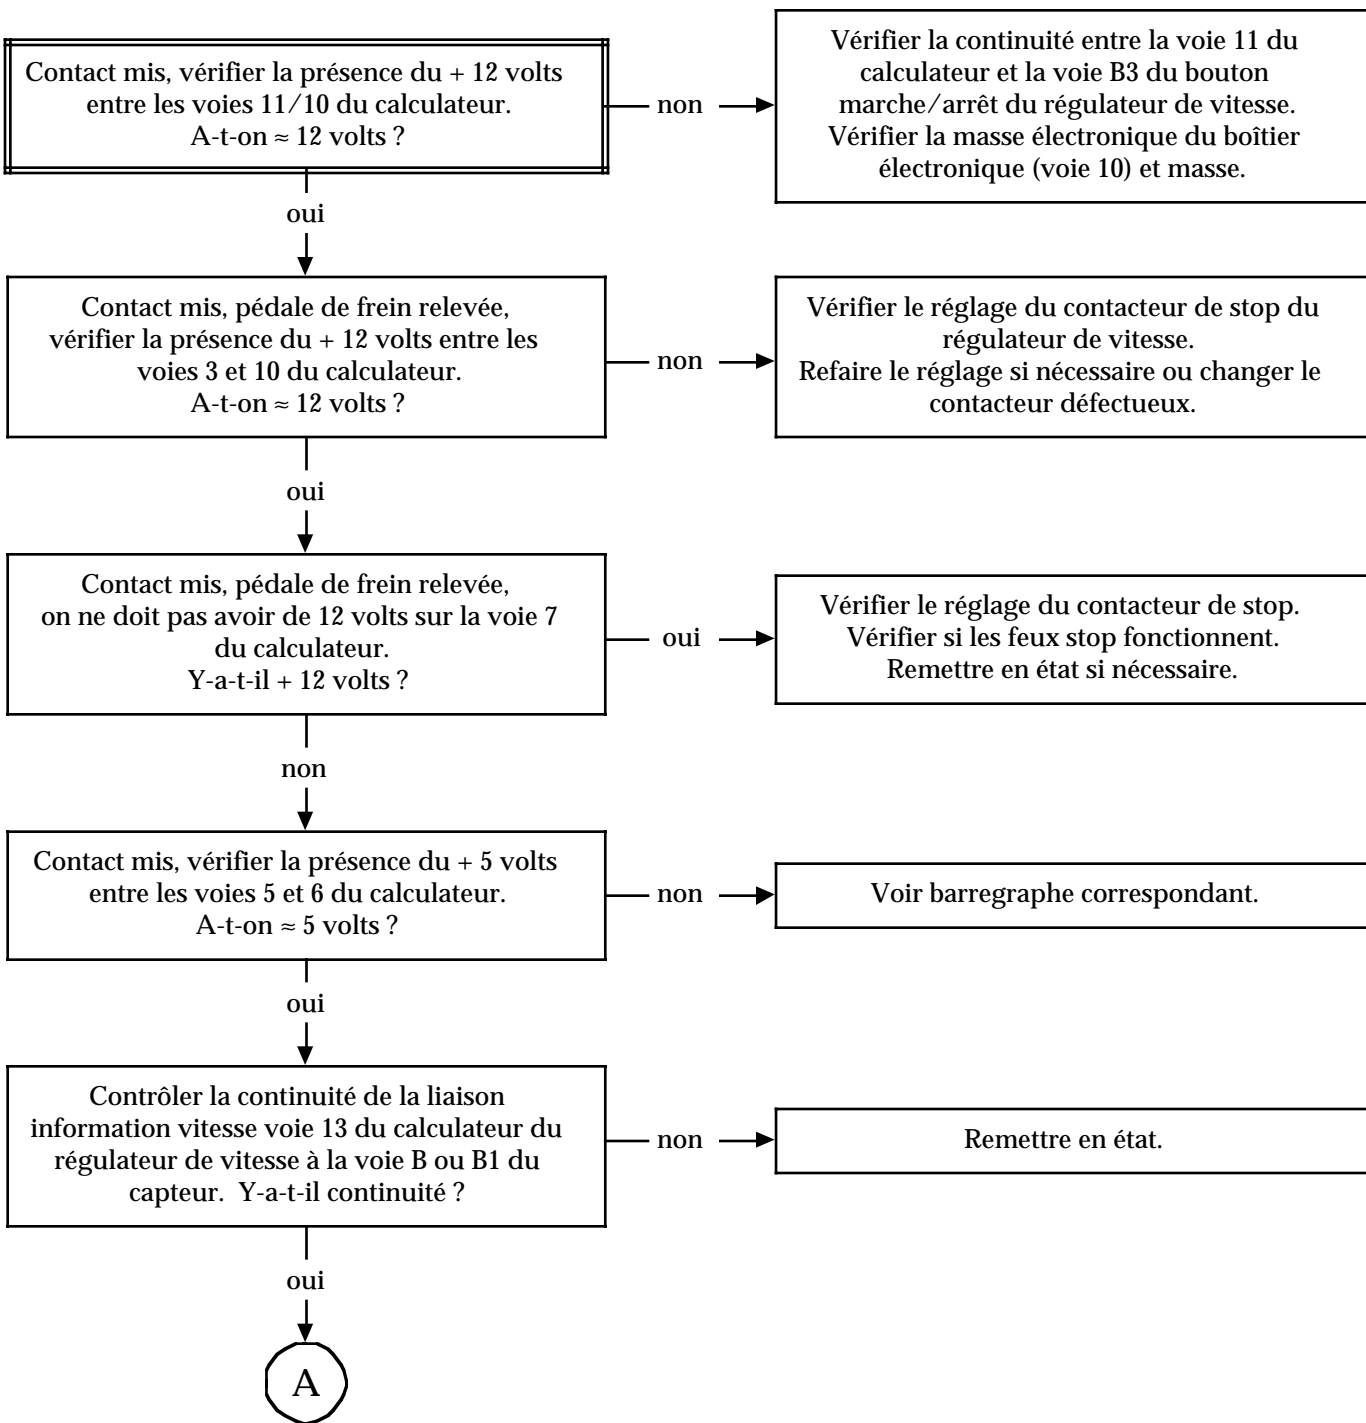 Contact mis, vérifier la présence du + 12 volts
entre les voies 11/10 du calculateur.
A-t-on ≈ 12 volts ?
non
Vérifier la continuité entre la voie 11 du
calculateur et la voie B3 du bouton
marche/arrêt du régulateur de vitesse.
Vérifier la masse électronique du boîtier
électronique (voie 10) et masse.
oui
Contact mis, pédale de frein relevée,
vérifier la présence du + 12 volts entre les
voies 3 et 10 du calculateur.
A-t-on ≈ 12 volts ?
non
Vérifier le réglage du contacteur de stop du
régulateur de vitesse.
Refaire le réglage si nécessaire ou changer le
contacteur défectueux.
oui
Contact mis, pédale de frein relevée,
on ne doit pas avoir de 12 volts sur la voie 7
du calculateur.
Y-a-t-il + 12 volts ?
oui
Vérifier le réglage du contacteur de stop.
Vérifier si les feux stop fonctionnent.
Remettre en état si nécessaire.
non
Contact mis, vérifier la présence du + 5 volts
entre les voies 5 et 6 du calculateur.
A-t-on ≈ 5 volts ?
non
Voir barregraphe correspondant.
oui
Contrôler la continuité de la liaison
information vitesse voie 13 du calculateur du
régulateur de vitesse à la voie B ou B1 du
capteur. Y-a-t-il continuité ?
non
Remettre en état.
oui
A